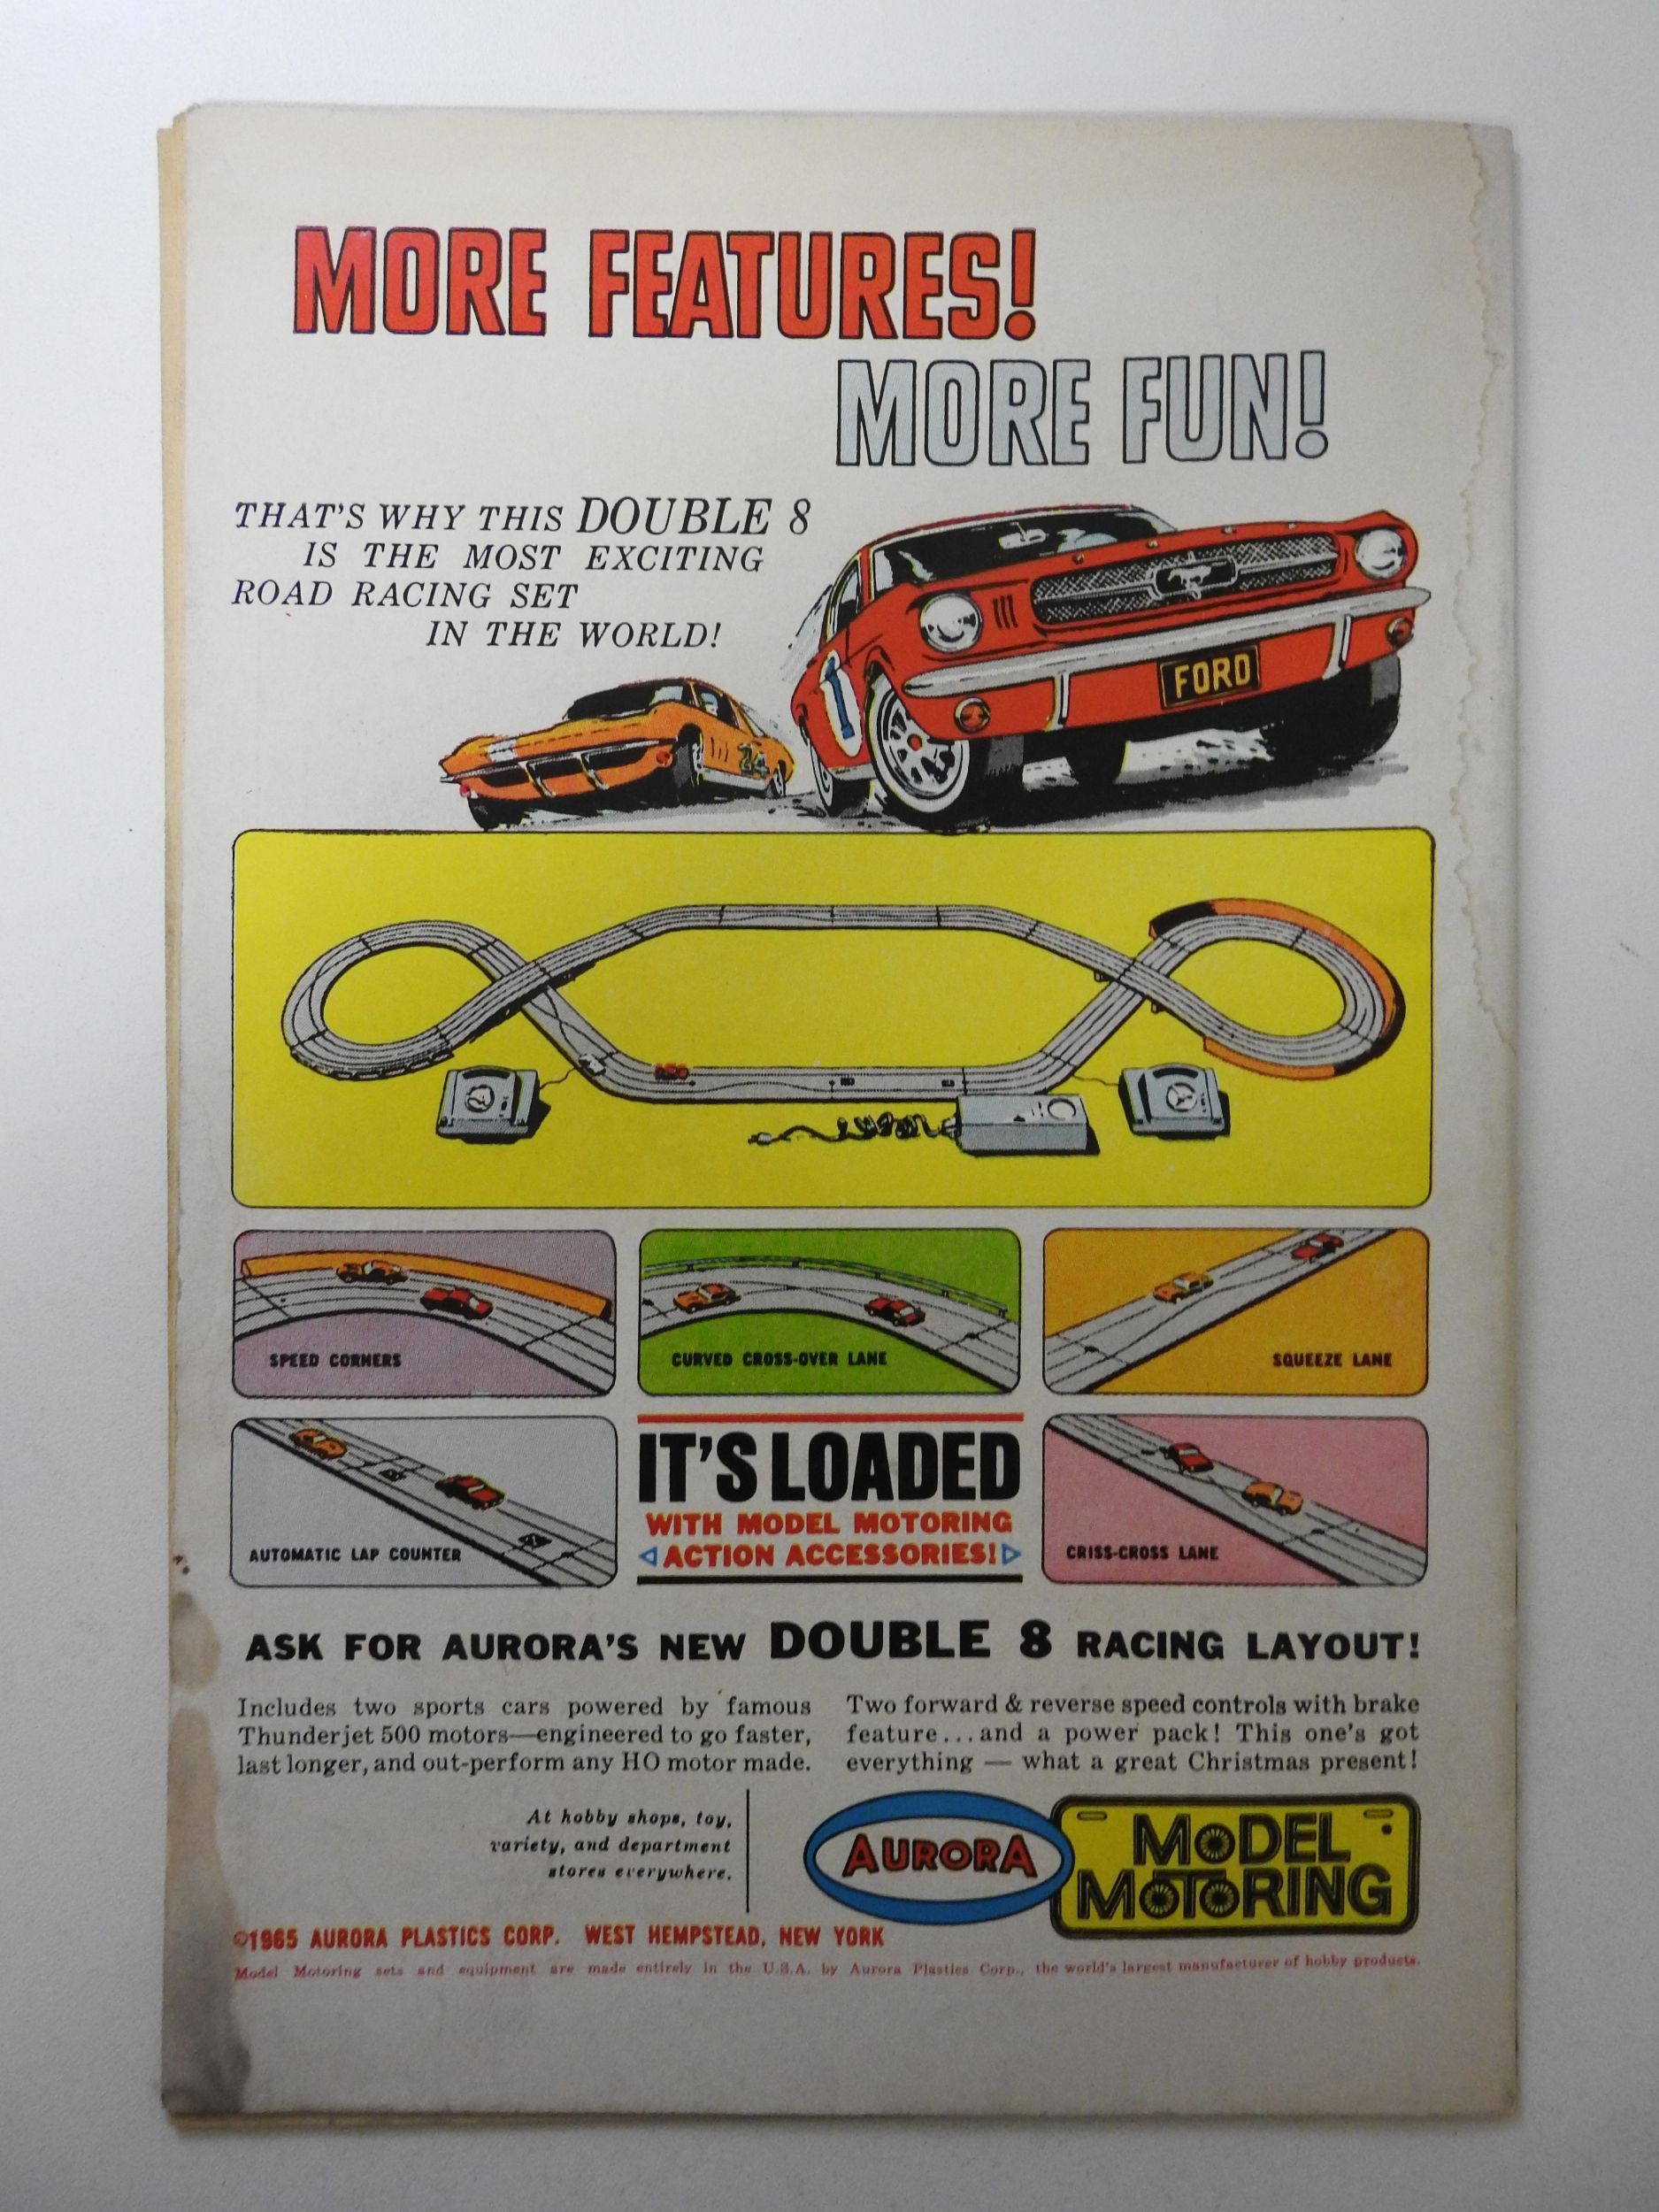 MORE FEATURES!
MORE FUN!
THAT'S WHY THIS DOUBLE 8
IS THE MOST EXCITING
ROAD RACING SET
IN THE WORLD!
1
FORD
24
SPEED CORNERS
CURVED CROSS-OVER LANE
SQUEEZE LANE
AUTOMATIC LAP COUNTER
IT'S LOADED
WITH MODEL MOTORING
ACTION ACCESSORIES!
CRISS-CROSS LANE
ASK FOR AURORA'S NEW DOUBLE 8 RACING LAYOUT!
Includes two sports cars powered by famous
Thunderjet 500 motors—engineered to go faster,
last longer, and out-perform any HO motor made.
Two forward & reverse speed controls with brake
feature...and a power pack! This one's got
everything — what a great Christmas present!
At hobby shops, toy,
variety, and department
stores everywhere.
AURORA
MODEL
MOTORING
©1965 AURORA PLASTICS CORP. WEST HEMPSTEAD, NEW YORK
Model Motoring sets and equipment are made entirely in the U.S.A. by Aurora Plastics Corp., the world's largest manufacturer of hobby products.